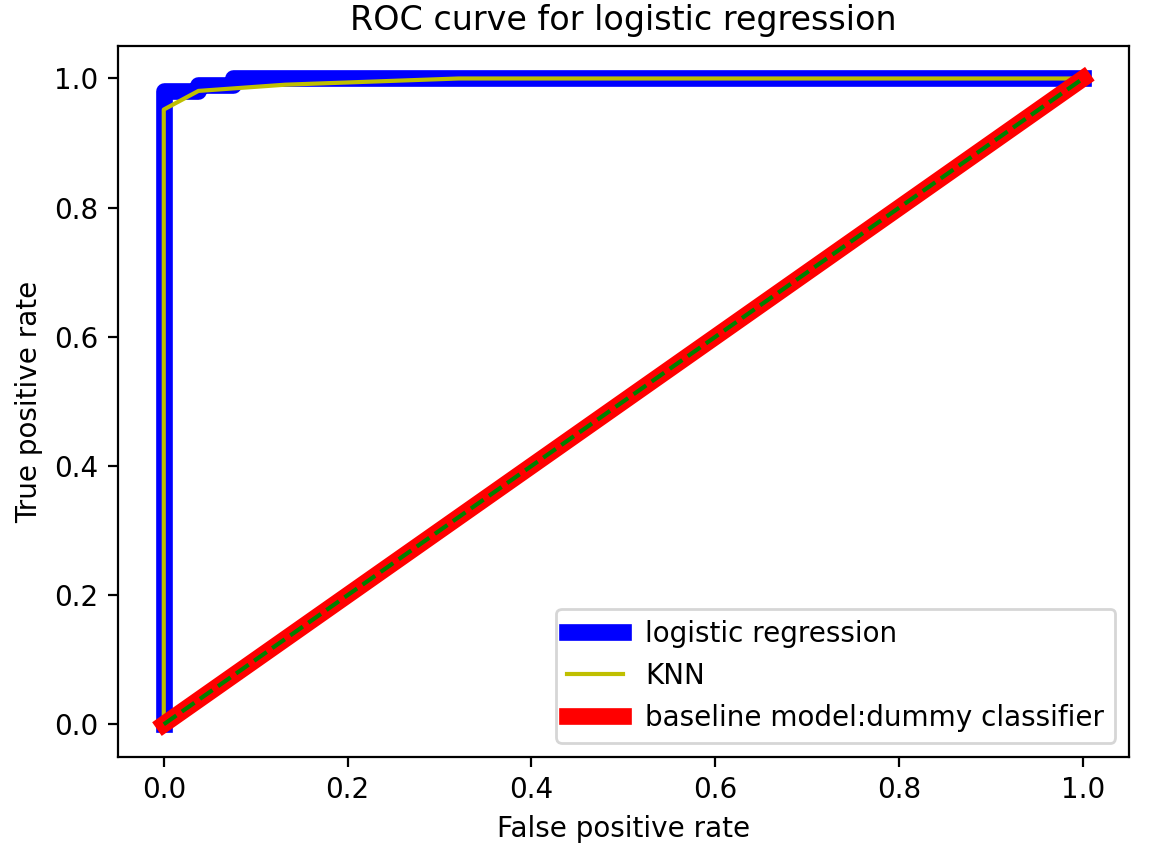 ROC curve for logistic regression
True positive rate
1.0
0.8
0.6
0.4
0.2
0.0
logistic regression
KNN
baseline model:dummy classifier
0.0 0.2 0.4 0.6 0.8 1.0
False positive rate